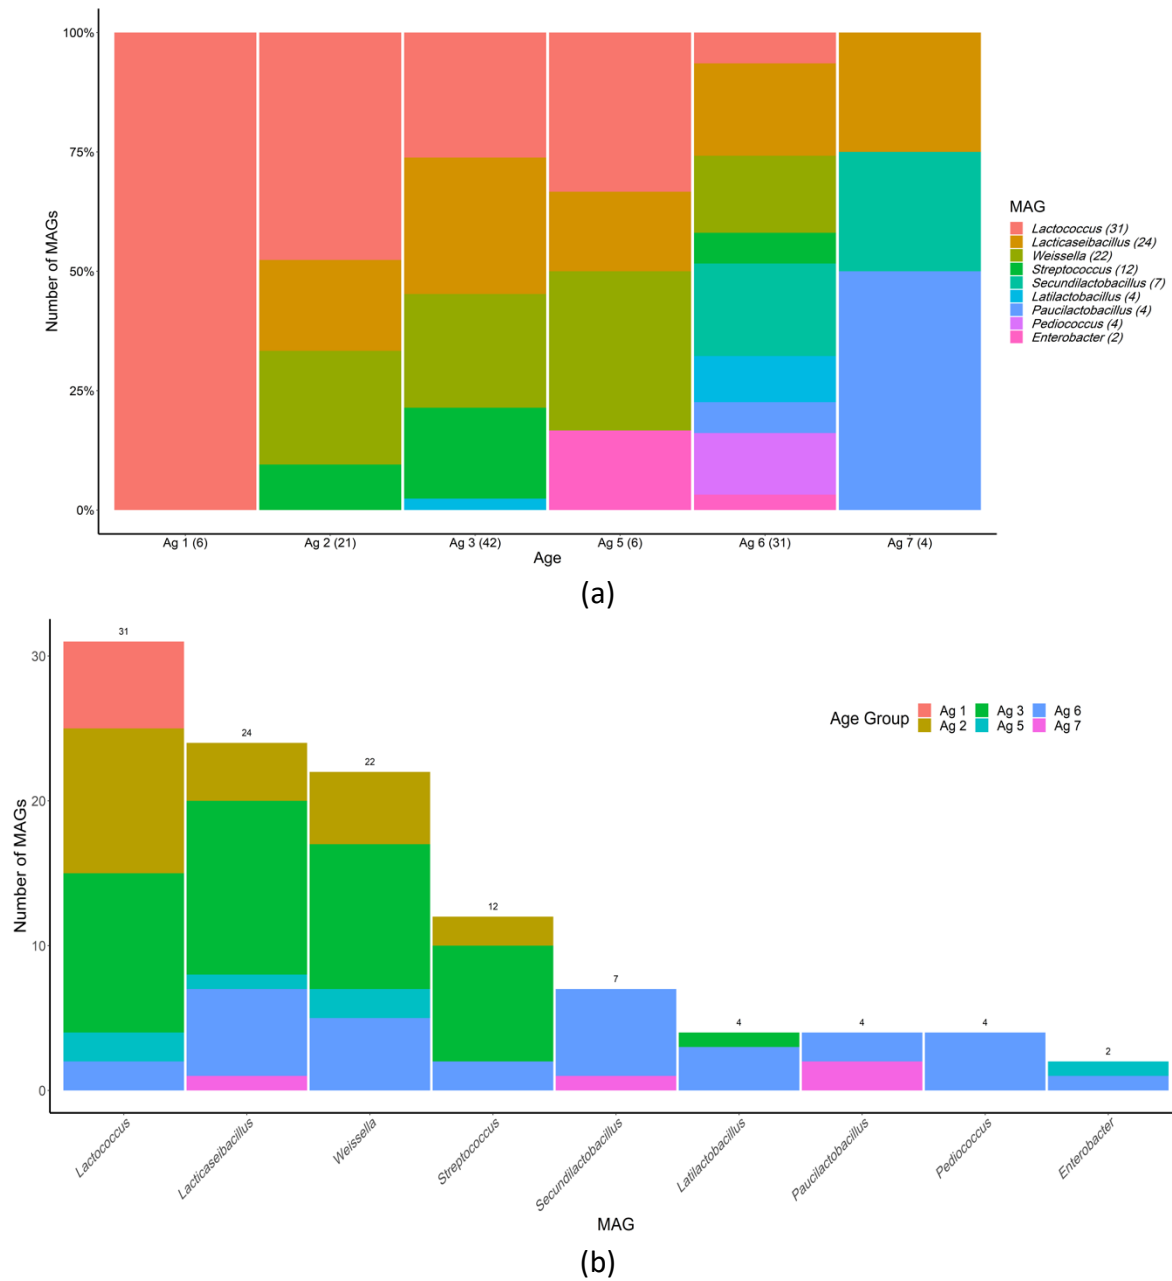 100%
75%
50%
25%
0%
Number of MAGs
Ag 1 (6) Ag 2 (21) Ag 3 (42) Ag 5 (6) Ag 6 (31) Ag 7 (4)
Age
MAG
Lactococcus (31)
Lacticaseibacillus (24)
Weissella (22)
Streptococcus (12)
Secundilactobacillus (7)
Latilactobacillus (4)
Paucilactobacillus (4)
Pediococcus (4)
Enterobacter (2)
(a)
30
20
10
0
Number of MAGs
31
24
22
12
7
4
4
4
2
Age Group
Ag 1 Ag 3 Ag 6
Ag 2 Ag 5 Ag 7
Lactococcus
Lacticaseibacillus
Weissella
Streptococcus
Secundilactobacillus
Latilactobacillus
Paucilactobacillus
Pediococcus
Enterobacter
MAG
(b)